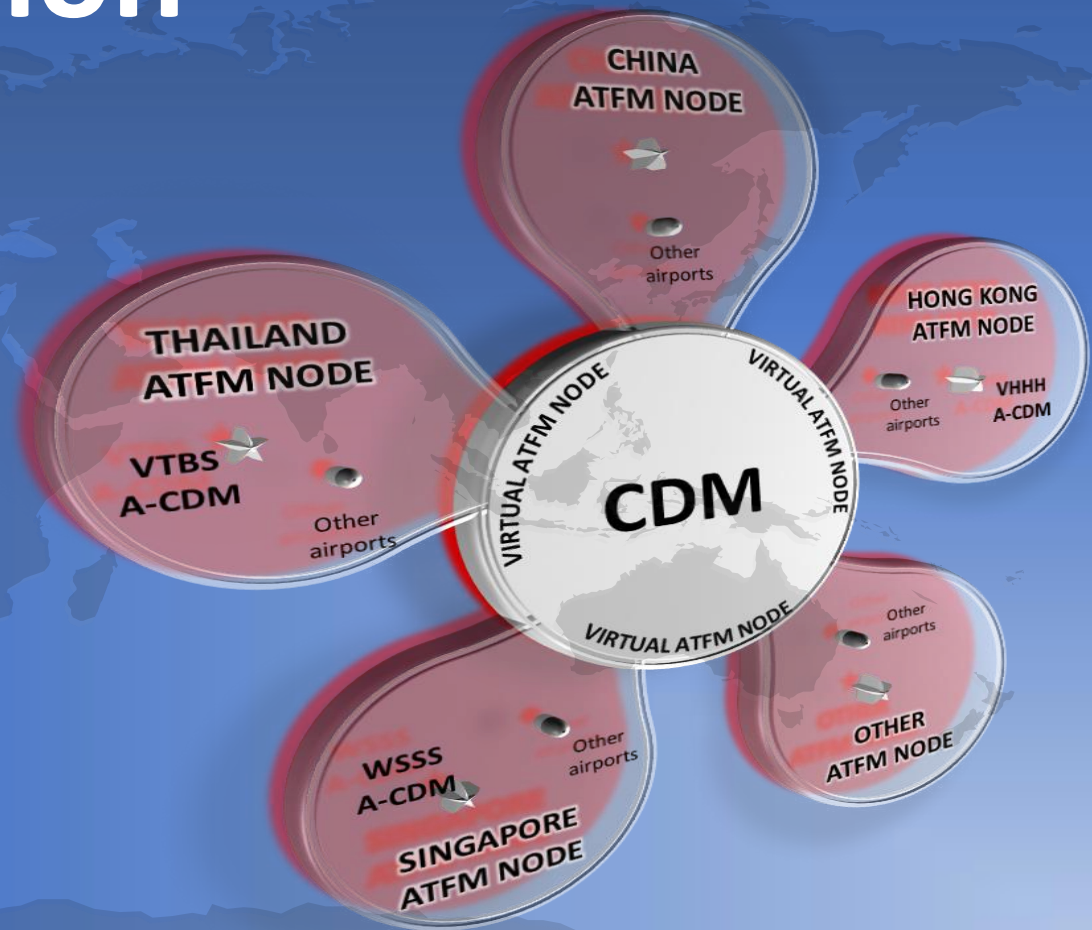 CHINA
ATFM NODE
Other
airports
HONG KONG
ATFM NODE
Other
airports
VHHH
A-CDM
THAILAND
ATFM NODE
VTBS
A-CDM
Other
airports
VIRTUAL ATFM NODE
VIRTUAL ATFM NODE
CDM
VIRTUAL ATFM NODE
Other
airports
OTHER
ATFM NODE
WSSS
A-CDM
Other
airports
SINGAPORE
ATFM NODE